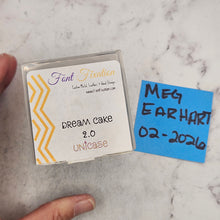 Font Fixation
DREAM CAKE
2.0
UNICASE
MEG
EARHART
02-2026